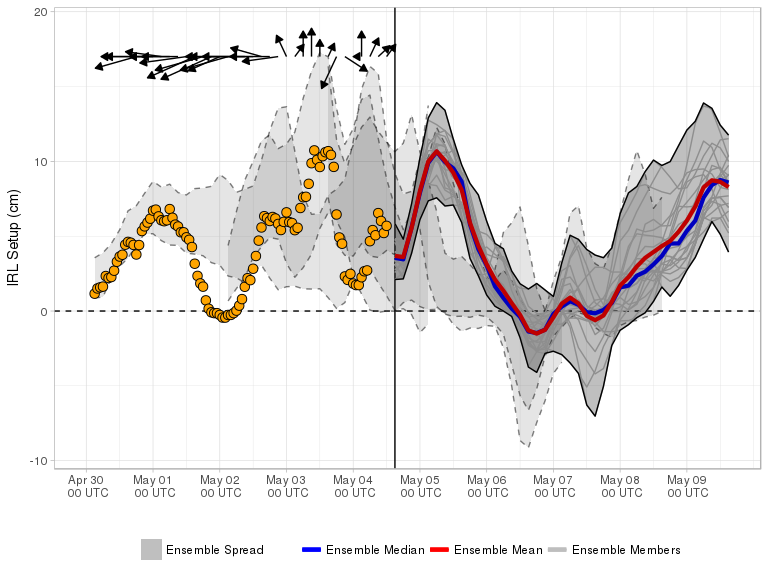 20
10
0
-10
IRL Setup (cm)
Apr 30 May 01 May 02 May 03 May 04 May 05 May 06 May 07 May 08 May 09
00 UTC 00 UTC 00 UTC 00 UTC 00 UTC 00 UTC 00 UTC 00 UTC 00 UTC 00 UTC
Ensemble Spread Ensemble Median Ensemble Mean Ensemble Members